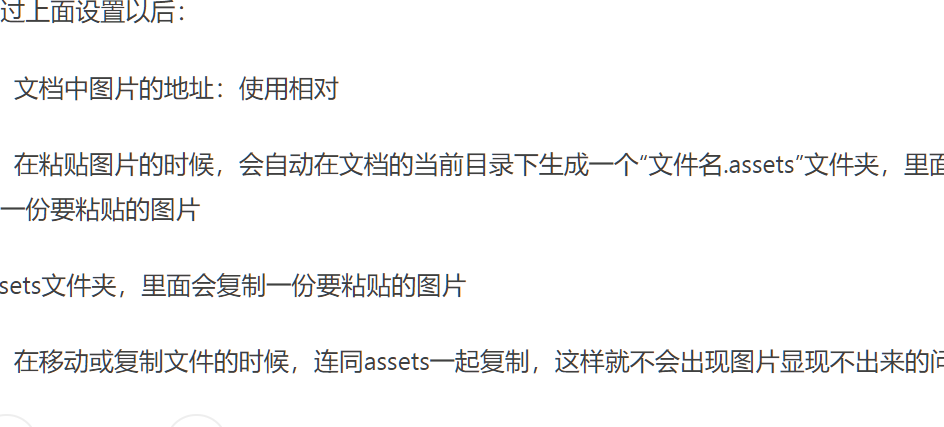 过上面设置以后：
文档中图片的地址：使用相对
在粘贴图片的时候，会自动在文档的当前目录下生成一个“文件名.assets”文件夹，里面
一份要粘贴的图片
sets文件夹，里面会复制一份要粘贴的图片
在移动或复制文件的时候，连同assets一起复制，这样就不会出现图片显现不出来的问